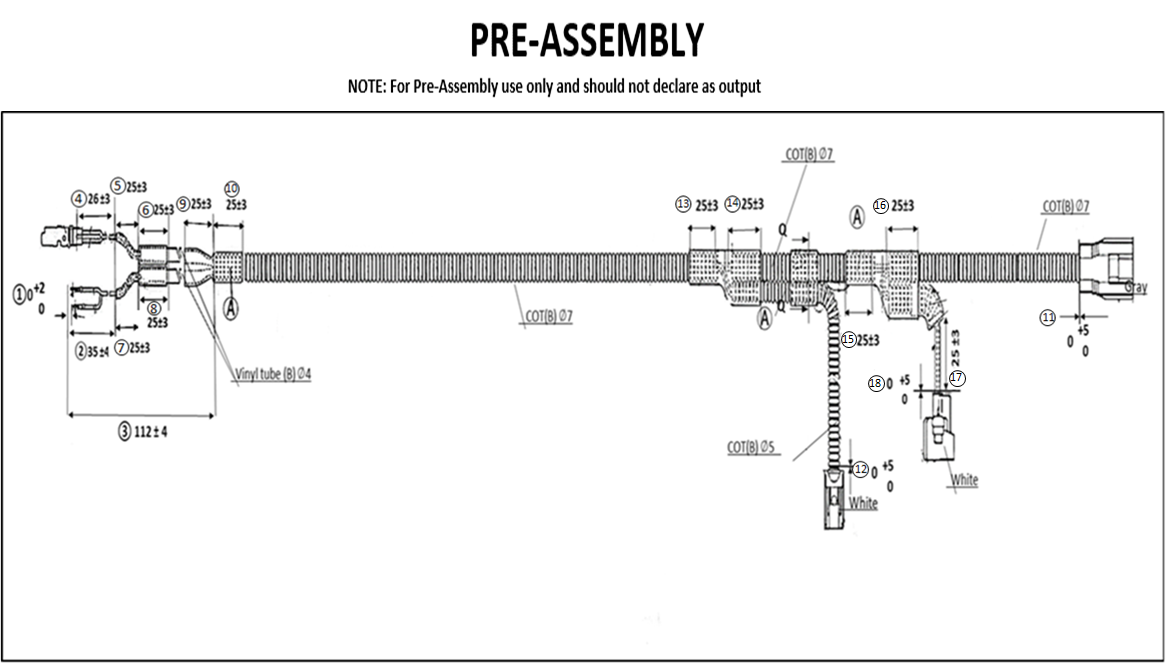 PRE-ASSEMBLY
NOTE: For Pre-Assembly use only and should not declare as output
COT(B) Ø7
④ 26±3
⑤ 25±3
⑥ 25±3
⑨ 25±3
⑩ 25±3
⑬ 25±3
⑭ 25±3
Q
A
⑯ 25±3
COT(B) Ø7
① 0 +2 0
⑧ 25±3
A
COT(B) Ø7
A
Q
Gray
⑪ 0 +5 0
② 35±4
⑦ 25±3
⑮ 25±3
25±3
⑰
Vinyl tube (B) Ø4
⑱ 0 +5 0
③ 112±4
COT(B) Ø5
⑫ 0 +5 0
White
White